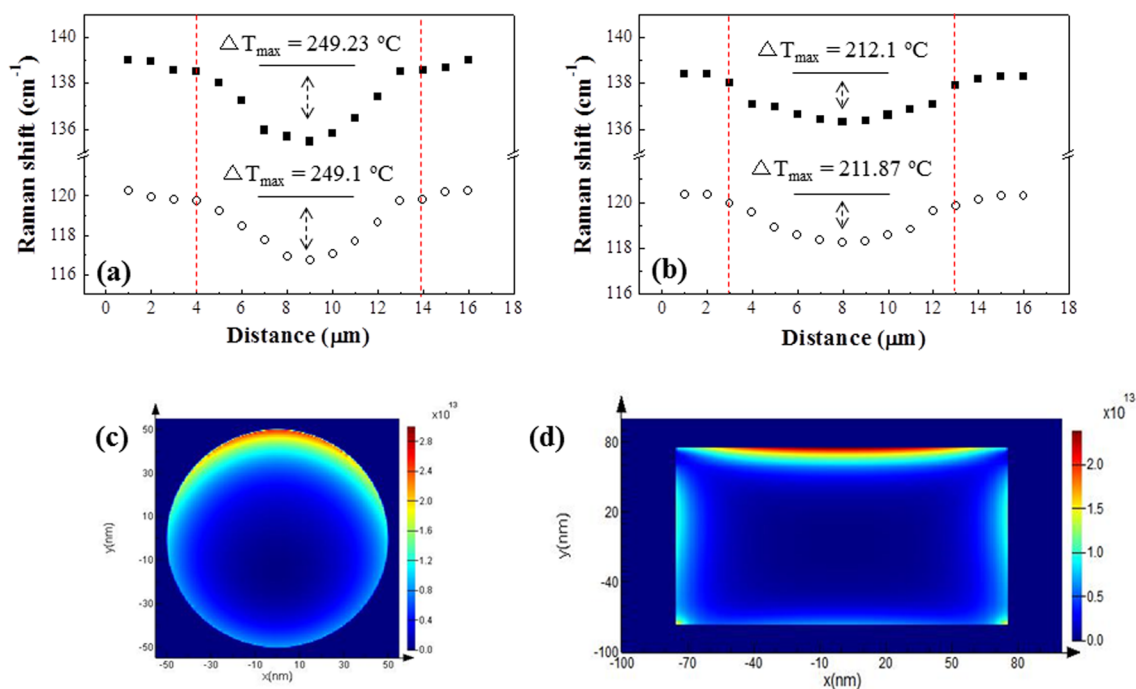 Raman shift (cm⁻¹)
140
138
136
120
118
116
△ Tmax = 249.23 ºC
△ Tmax = 249.1 ºC
(a)
0 2 4 6 8 10 12 14 16 18
Distance (μm)
Raman shift (cm⁻¹)
140
138
136
120
118
116
△ Tmax = 212.1 ºC
△ Tmax = 211.87 ºC
(b)
0 2 4 6 8 10 12 14 16 18
Distance (μm)
(c)
y(nm)
50
30
10
-10
-30
-50
-50 -30 -10 10 30 50
x(nm)
x10¹³
2.8
2.4
2.0
1.6
1.2
0.8
0.4
0.0
(d)
y(nm)
80
20
-40
-100
-100 -70 -40 -10 20 50 80
x(nm)
x10¹³
2.0
1.5
1.0
0.5
0.0